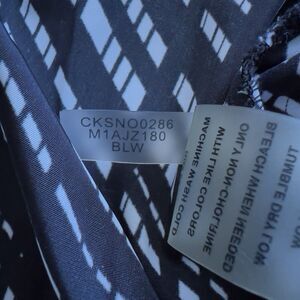 CKSNO0286
M1AJZ180
BLW
MACHINE WASH COLD
WITH LIKE COLORS
ONLY NON-CHLORINE
BLEACH WHEN NEEDED
TUMBLE DRY LOW